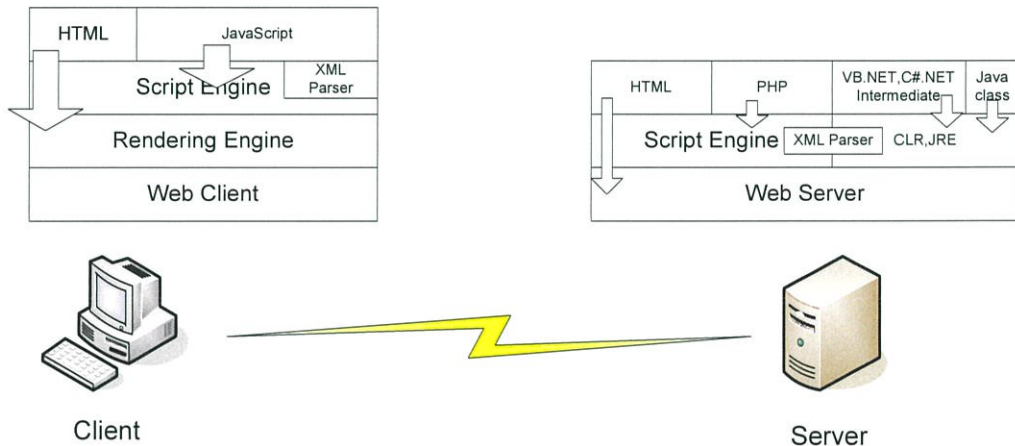 HTML
JavaScript
Script Engine
XML
Parser
Rendering Engine
Web Client
HTML
PHP
VB.NET,C#.NET
Intermediate
Java
class
Script Engine
XML Parser
CLR,JRE
Web Server
Client
Server